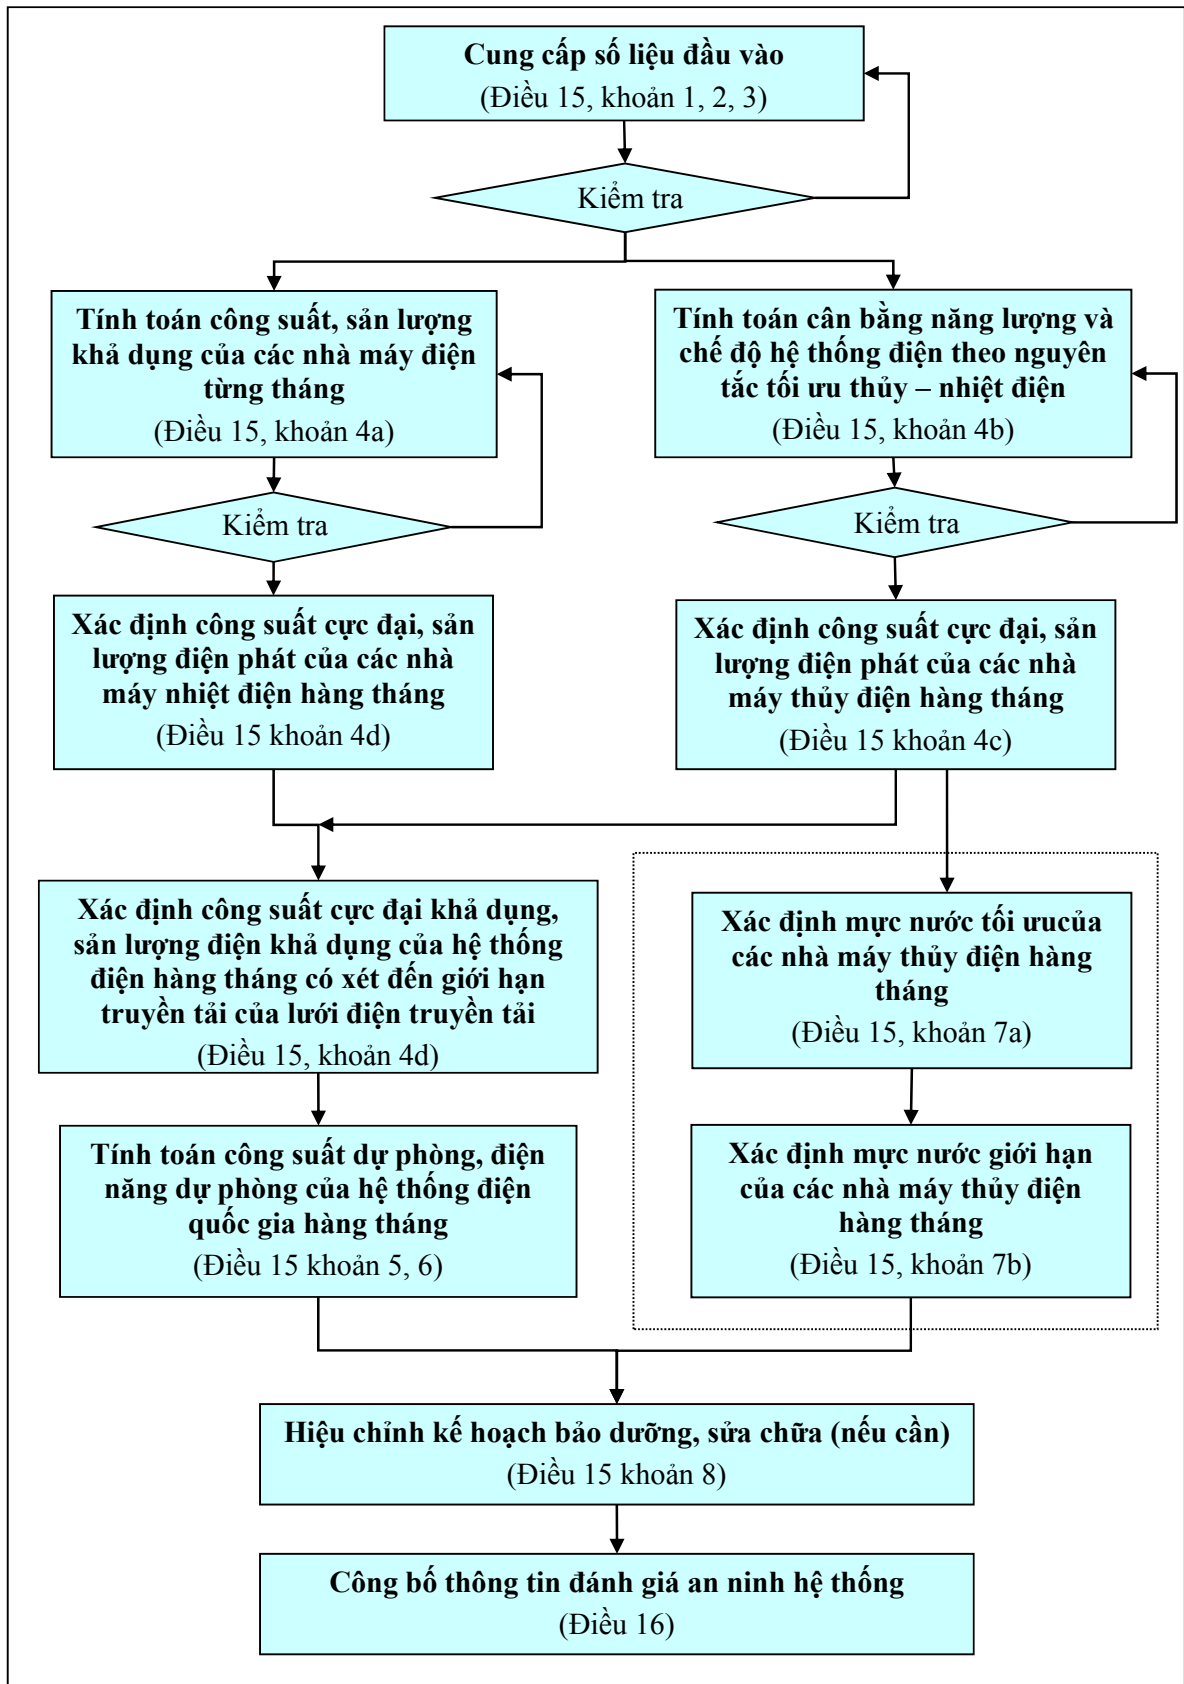 Cung cấp số liệu đầu vào
(Điều 15, khoản 1, 2, 3)
Kiểm tra
Tính toán công suất, sản lượng
khả dụng của các nhà máy điện
từng tháng
(Điều 15, khoản 4a)
Tính toán cân bằng năng lượng và
chế độ hệ thống điện theo nguyên
tắc tối ưu thủy – nhiệt điện
(Điều 15, khoản 4b)
Kiểm tra
Kiểm tra
Xác định công suất cực đại, sản
lượng điện phát của các nhà
máy nhiệt điện hàng tháng
(Điều 15 khoản 4d)
Xác định công suất cực đại, sản
lượng điện phát của các nhà
máy thủy điện hàng tháng
(Điều 15 khoản 4c)
Xác định công suất cực đại khả dụng,
sản lượng điện khả dụng của hệ thống
điện hàng tháng có xét đến giới hạn
truyền tải của lưới điện truyền tải
(Điều 15, khoản 4d)
Xác định mực nước tối ưucủa
các nhà máy thủy điện hàng
tháng
(Điều 15, khoản 7a)
Tính toán công suất dự phòng, điện
năng dự phòng của hệ thống điện
quốc gia hàng tháng
(Điều 15 khoản 5, 6)
Xác định mực nước giới hạn
của các nhà máy thủy điện
hàng tháng
(Điều 15, khoản 7b)
Hiệu chỉnh kế hoạch bảo dưỡng, sửa chữa (nếu cần)
(Điều 15 khoản 8)
Công bố thông tin đánh giá an ninh hệ thống
(Điều 16)